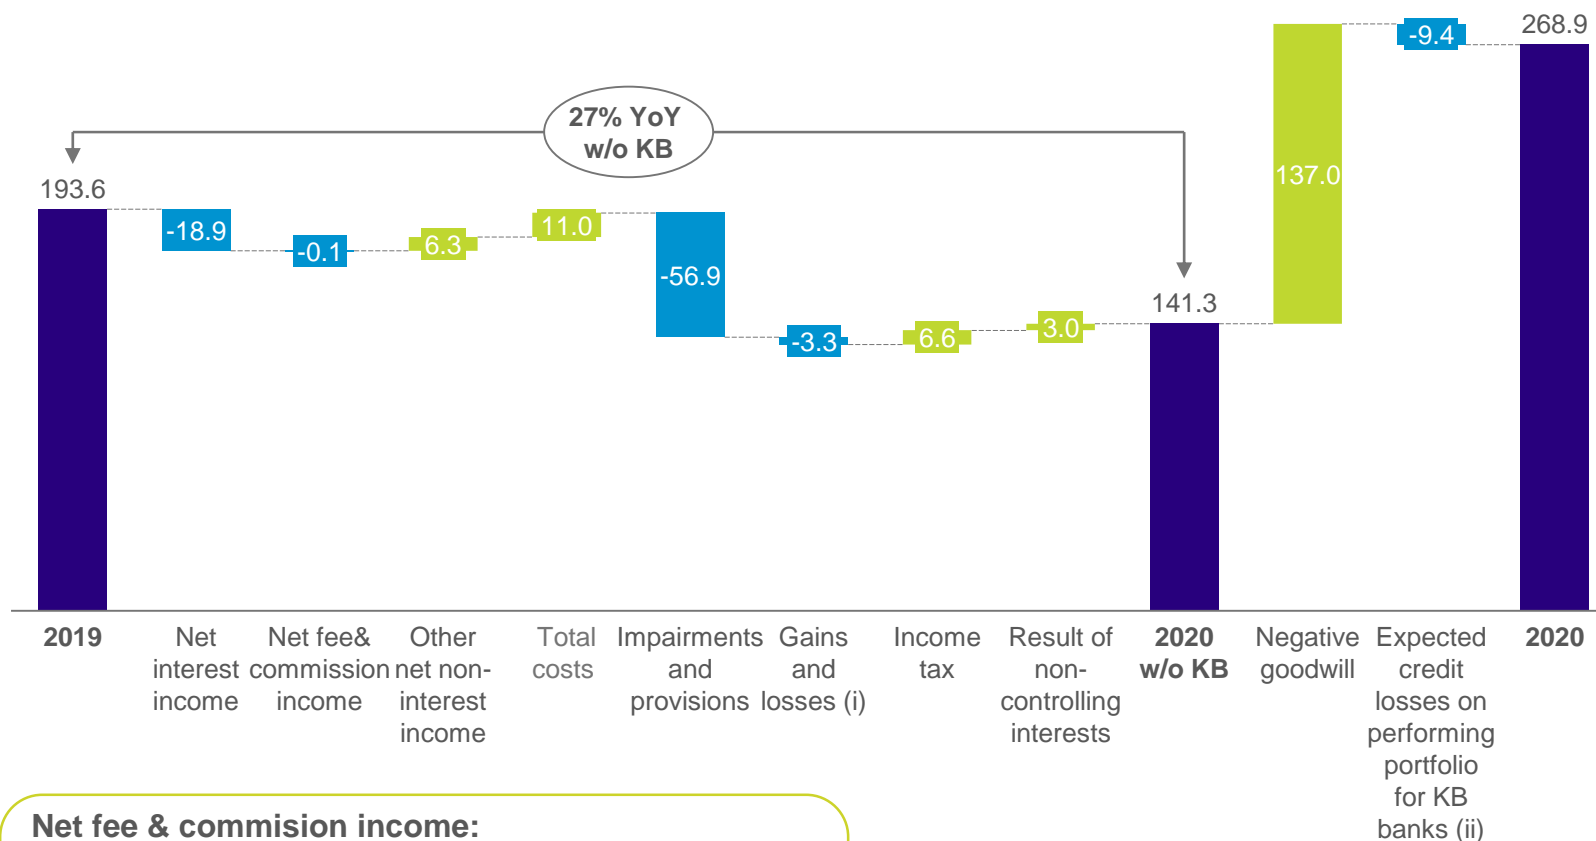 268.9
-9.4
27% YoY
w/o KB
137.0
193.6
-18.9
-0.1
6.3
11.0
-56.9
-3.3
6.6
3.0
141.3
2019
Net
interest
income
Net fee&
commission
income
Other
net non-
interest
income
Total
costs
Impairments
and
provisions
Gains
and
losses (i)
Income
tax
Result of
non-
controlling
interests
2020
w/o KB
Negative
goodwill
Expected
credit
losses on
performing
portfolio
for KB
banks (ii)
2020
Net fee & commision income: